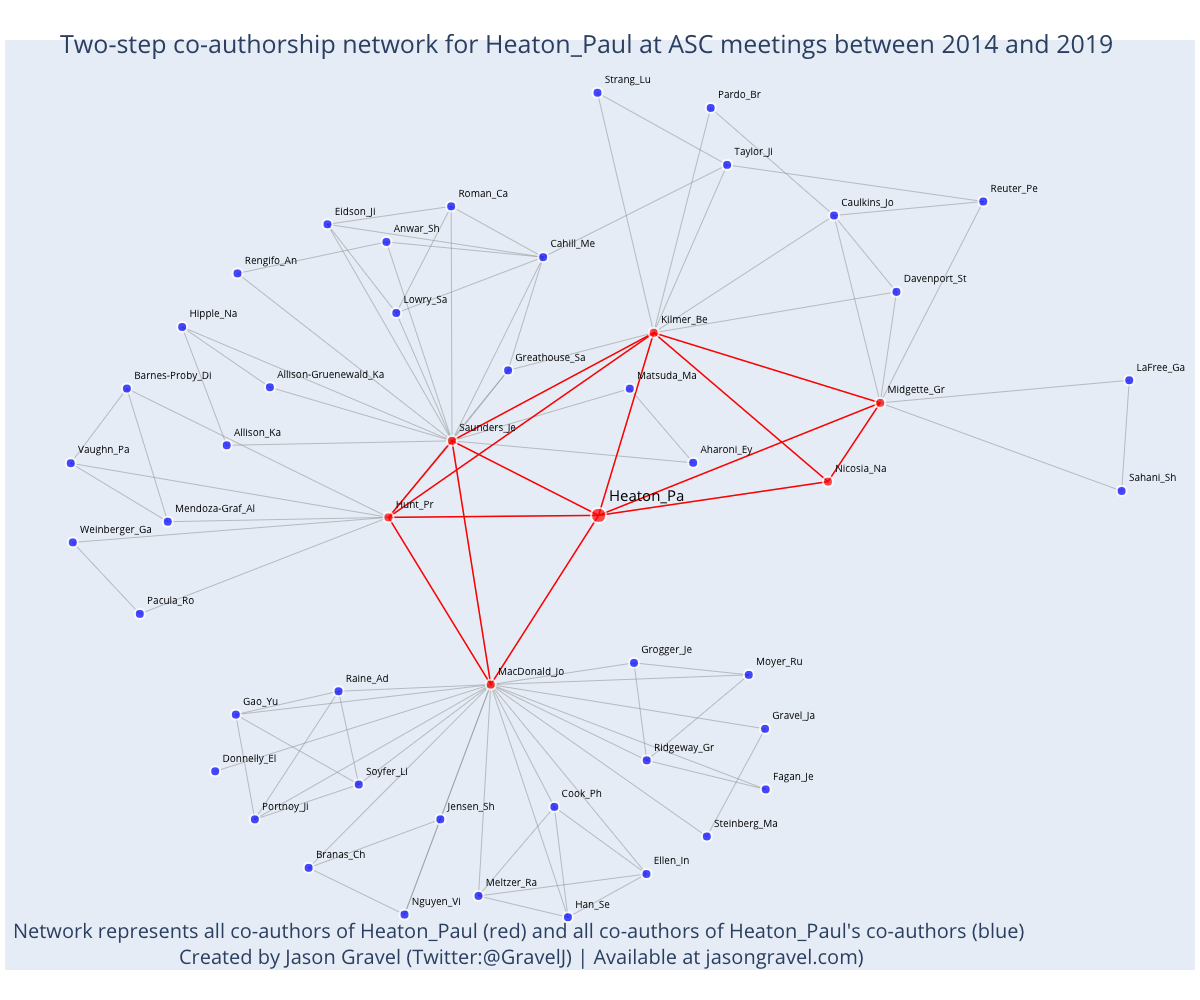 Two-step co-authorship network for Heaton_Paul at ASC meetings between 2014 and 2019
Strang_Lu
Pardo_Br
Taylor_Ji
Reuter_Pe
Roman_Ca
Caulkins_Jo
Eidson_Ji
Anwar_Sh
Cahill_Me
Rengifo_An
Davenport_St
Lowry_Sa
Hipple_Na
Kilmer_Be
Greathouse_Sa
LaFree_Ga
Barnes-Proby_Di
Allison-Gruenewald_Ka
Matsuda_Ma
Midgette_Gr
Saunders_Je
Allison_Ka
Vaughn_Pa
Aharoni_Ey
Nicosia_Na
Sahani_Sh
Heaton_Pa
Hunt_Pr
Mendoza-Graf_Al
Weinberger_Ga
Pacula_Ro
Grogger_Je
Moyer_Ru
MacDonald_Jo
Raine_Ad
Gao_Yu
Gravel_Ja
Ridgeway_Gr
Donnelly_El
Soyfer_LI
Fagan_Je
Cook_Ph
Portnoy_Ji
Jensen_Sh
Steinberg_Ma
Branas_Ch
Ellen_In
Meltzer_Ra
Nguyen_Vi
Han_Se
Network represents all co-authors of Heaton_Paul (red) and all co-authors of Heaton_Paul's co-authors (blue)
Created by Jason Gravel (Twitter:@GravelJ) | Available at jasongravel.com)